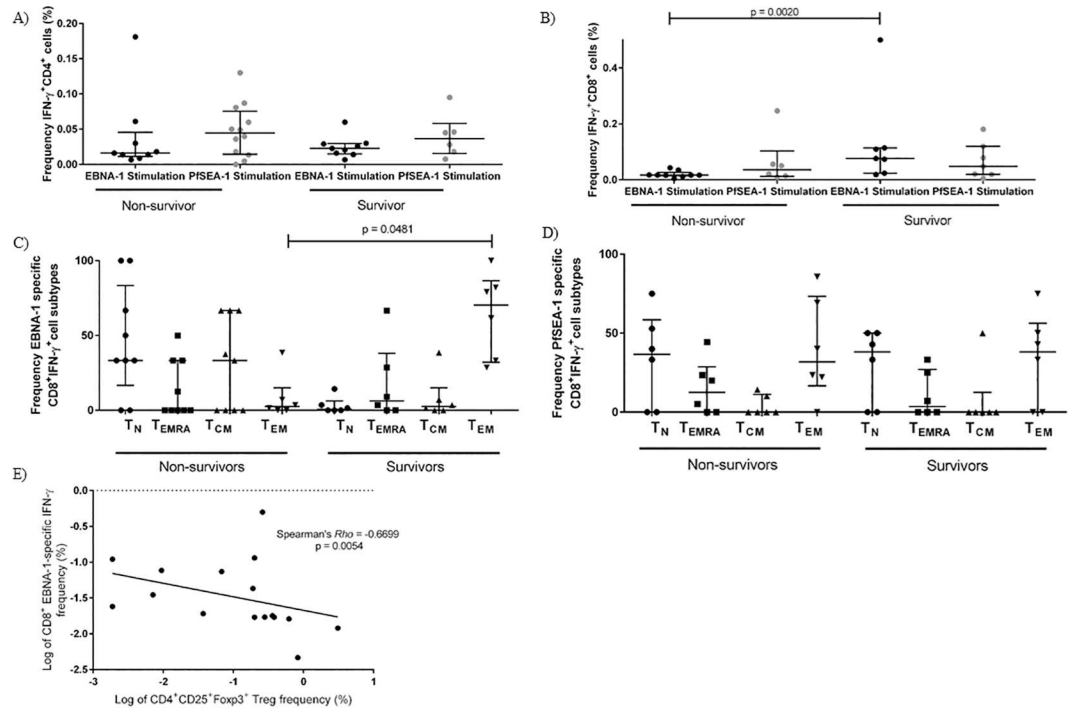 A)
Frequency IFN-γ⁺CD4⁺ cells (%)
0.20
0.15
0.10
0.05
0.00
EBNA-1 Stimulation PfSEA-1 Stimulation EBNA-1 Stimulation PfSEA-1 Stimulation
Non-survivor Survivor
B)
p = 0.0020
Frequency IFN-γ⁺CD8⁺ cells (%)
0.4
0.2
0.0
EBNA-1 Stimulation PfSEA-1 Stimulation EBNA-1 Stimulation PfSEA-1 Stimulation
Non-survivor Survivor
C)
p = 0.0481
Frequency EBNA-1 specific
CD8⁺IFN-γ⁺cell subtypes
100
50
0
TN TEMRA TCM TEM TN TEMRA TCM TEM
Non-survivors Survivors
D)
Frequency PfSEA-1 specific
CD8⁺IFN-γ⁺cell subtypes
100
50
0
TN TEMRA TCM TEM TN TEMRA TCM TEM
Non-survivors Survivors
E)
Log of CD8⁺ EBNA-1-specific IFN-γ
frequency (%)
0.0
-0.5
-1.0
-1.5
-2.0
-2.5
Spearman's Rho = -0.6699
p = 0.0054
-3 -2 -1 0 1
Log of CD4⁺CD25⁺Foxp3⁺ Treg frequency (%)